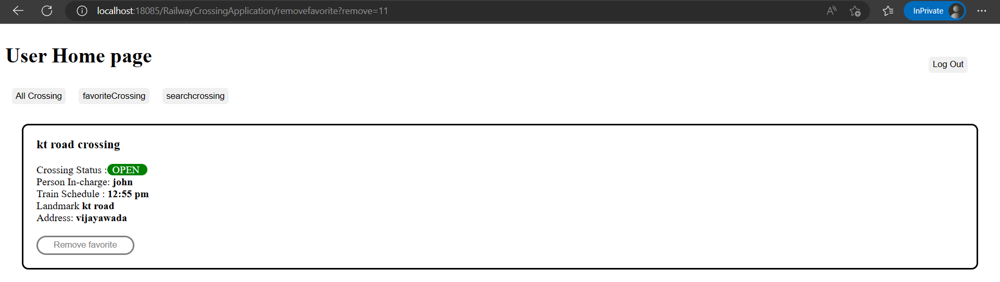 localhost:18085/RailwayCrossingApplication/removefavorite?remove=11
InPrivate
User Home page
Log Out
All Crossing favoriteCrossing searchcrossing
kt road crossing
Crossing Status : OPEN
Person In-charge: john
Train Schedule : 12:55 pm
Landmark kt road
Address: vijayawada
Remove favorite